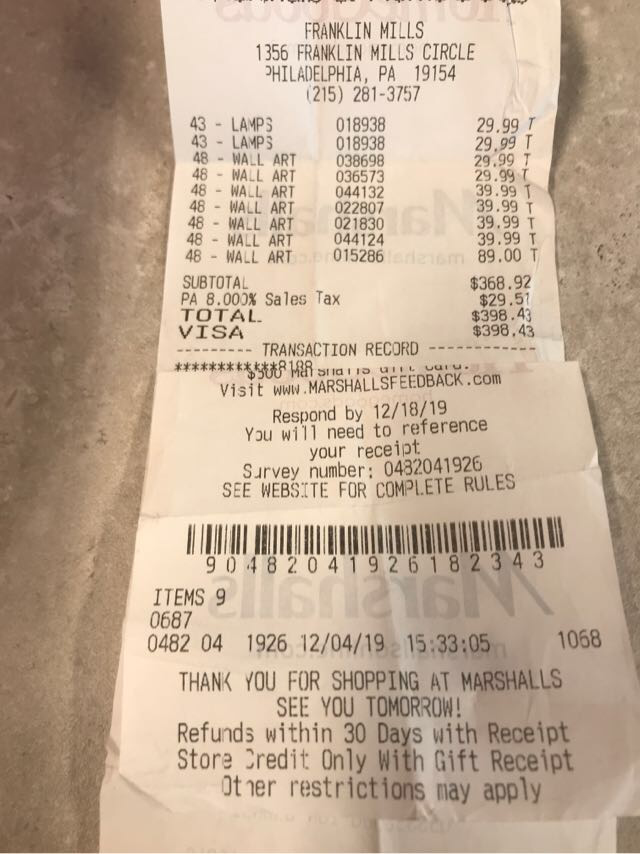 FRANKLIN MILLS
1356 FRANKLIN MILLS CIRCLE
PHILADELPHIA, PA 19154
(215) 281-3757
43 - LAMPS 018938 29.99 T
43 - LAMPS 018938 29.99 T
48 - WALL ART 038698 29.99 T
48 - WALL ART 036573 29.99 T
48 - WALL ART 044132 39.99 T
48 - WALL ART 022807 39.99 T
48 - WALL ART 021830 39.99 T
48 - WALL ART 044124 39.99 T
48 - WALL ART 015286 89.00 T
SUBTOTAL $368.92
PA 8.000% Sales Tax $29.51
TOTAL $398.43
VISA $398.43
--------- TRANSACTION RECORD ------------
************8188
$500 Marshalls Gift Card.
Visit www.MARSHALLSFEEDBACK.com
Respond by 12/18/19
You will need to reference
your receipt
Survey number: 0482041926
SEE WEBSITE FOR COMPLETE RULES
90482041926182343
Marshalls
ITEMS 9
0687
0482 04 1926 12/04/19 15:33:05 1068
THANK YOU FOR SHOPPING AT MARSHALLS
SEE YOU TOMORROW!
Refunds within 30 Days with Receipt
Store Credit Only With Gift Receipt
Other restrictions may apply